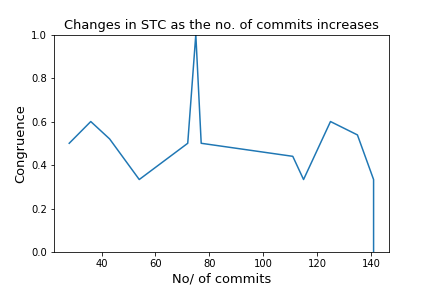 Changes in STC as the no. of commits increases
1.0
0.8
0.6
0.4
0.2
0.0
Congruence
40 60 80 100 120 140
No/ of commits